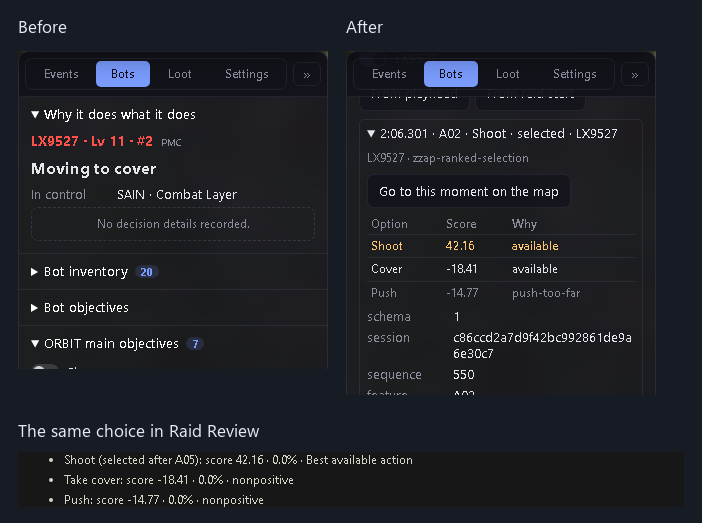 Before
Events Bots Loot Settings »
▼ Why it does what it does
LX9527 - Lv 11 - #2 PMC
Moving to cover
In control SAIN · Combat Layer
No decision details recorded.
▶ Bot inventory 20
▶ Bot objectives
▼ ORBIT main objectives 7
After
Events Bots Loot Settings »
▼ 2:06.301 · A02 · Shoot · selected · LX9527
LX9527 · zzap-ranked-selection
Go to this moment on the map
Option Score Why
Shoot 42.16 available
Cover -18.41 available
Push -14.77 push-too-far
schema 1
session c86ccd2a7d9f42bc992861de9a
6e30c7
sequence 550
feature A02
The same choice in Raid Review
• Shoot (selected after A05): score 42.16 · 0.0% · Best available action
• Take cover: score -18.41 · 0.0% · nonpositive
• Push: score -14.77 · 0.0% · nonpositive